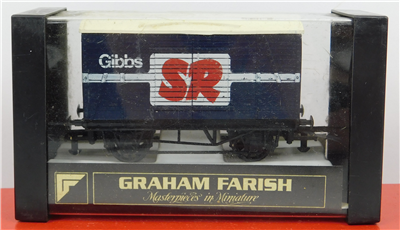 Gibbs
SR
GRAHAM FARISH
Masterpieces in Miniature